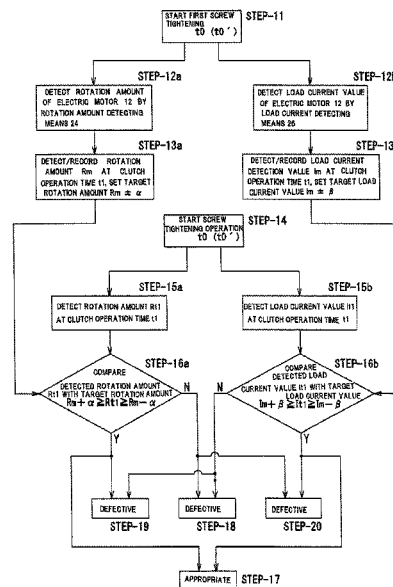 START FIRST SCREW
TIGHTENING
t0 (t0´)
STEP-11
STEP-12a
DETECT ROTATION AMOUNT
OF ELECTRIC MOTOR 12 BY
ROTATION AMOUNT DETECTING
MEANS 24
STEP-12b
DETECT LOAD CURRENT VALUE
OF ELECTRIC MOTOR 12 BY
LOAD CURRENT DETECTING
MEANS 26
STEP-13a
DETECT/RECORD ROTATION
AMOUNT Rm AT CLUTCH
OPERATION TIME t1, SET TARGET
ROTATION AMOUNT Rm ± α
STEP-13
DETECT/RECORD LOAD CURRENT
DETECTION VALUE Im AT CLUTCH
OPERATION TIME t1, SET TARGET
LOAD CURRENT VALUE Im ± β
STEP-14
START SCREW
TIGHTENING OPERATION
t0 (t0´)
STEP-15a
DETECT ROTATION AMOUNT Rt1
AT CLUTCH OPERATION TIME t1
STEP-15b
DETECT LOAD CURRENT VALUE It1
AT CLUTCH OPERATION TIME t1
STEP-16a
COMPARE
DETECTED ROTATION AMOUNT
Rt1 WITH TARGET ROTATION AMOUNT
Rm+α≧Rt1≧Rm-α
N
Y
STEP-16b
COMPARE
DETECTED LOAD
CURRENT VALUE It1 WITH TARGET
LOAD CURRENT VALUE
Im+β≧It1≧Im-β
N
Y
DEFECTIVE
STEP-19
DEFECTIVE
STEP-18
DEFECTIVE
STEP-20
APPROPRIATE
STEP-17